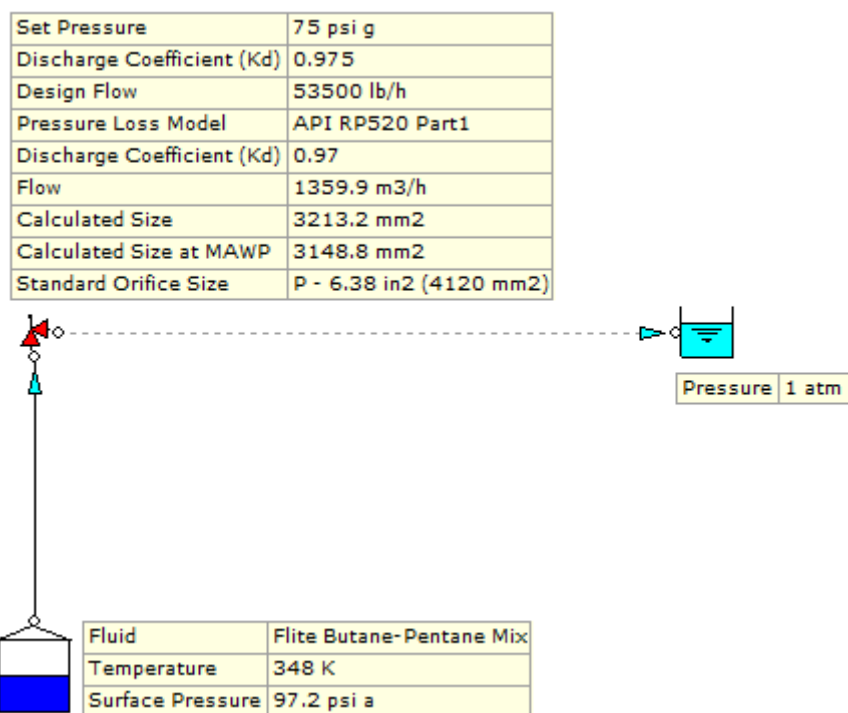 Set Pressure 75 psi g
Discharge Coefficient (Kd) 0.975
Design Flow 53500 lb/h
Pressure Loss Model API RP520 Part1
Discharge Coefficient (Kd) 0.97
Flow 1359.9 m3/h
Calculated Size 3213.2 mm2
Calculated Size at MAWP 3148.8 mm2
Standard Orifice Size P - 6.38 in2 (4120 mm2)
Pressure 1 atm
Fluid Flite Butane-Pentane Mix
Temperature 348 K
Surface Pressure 97.2 psi a